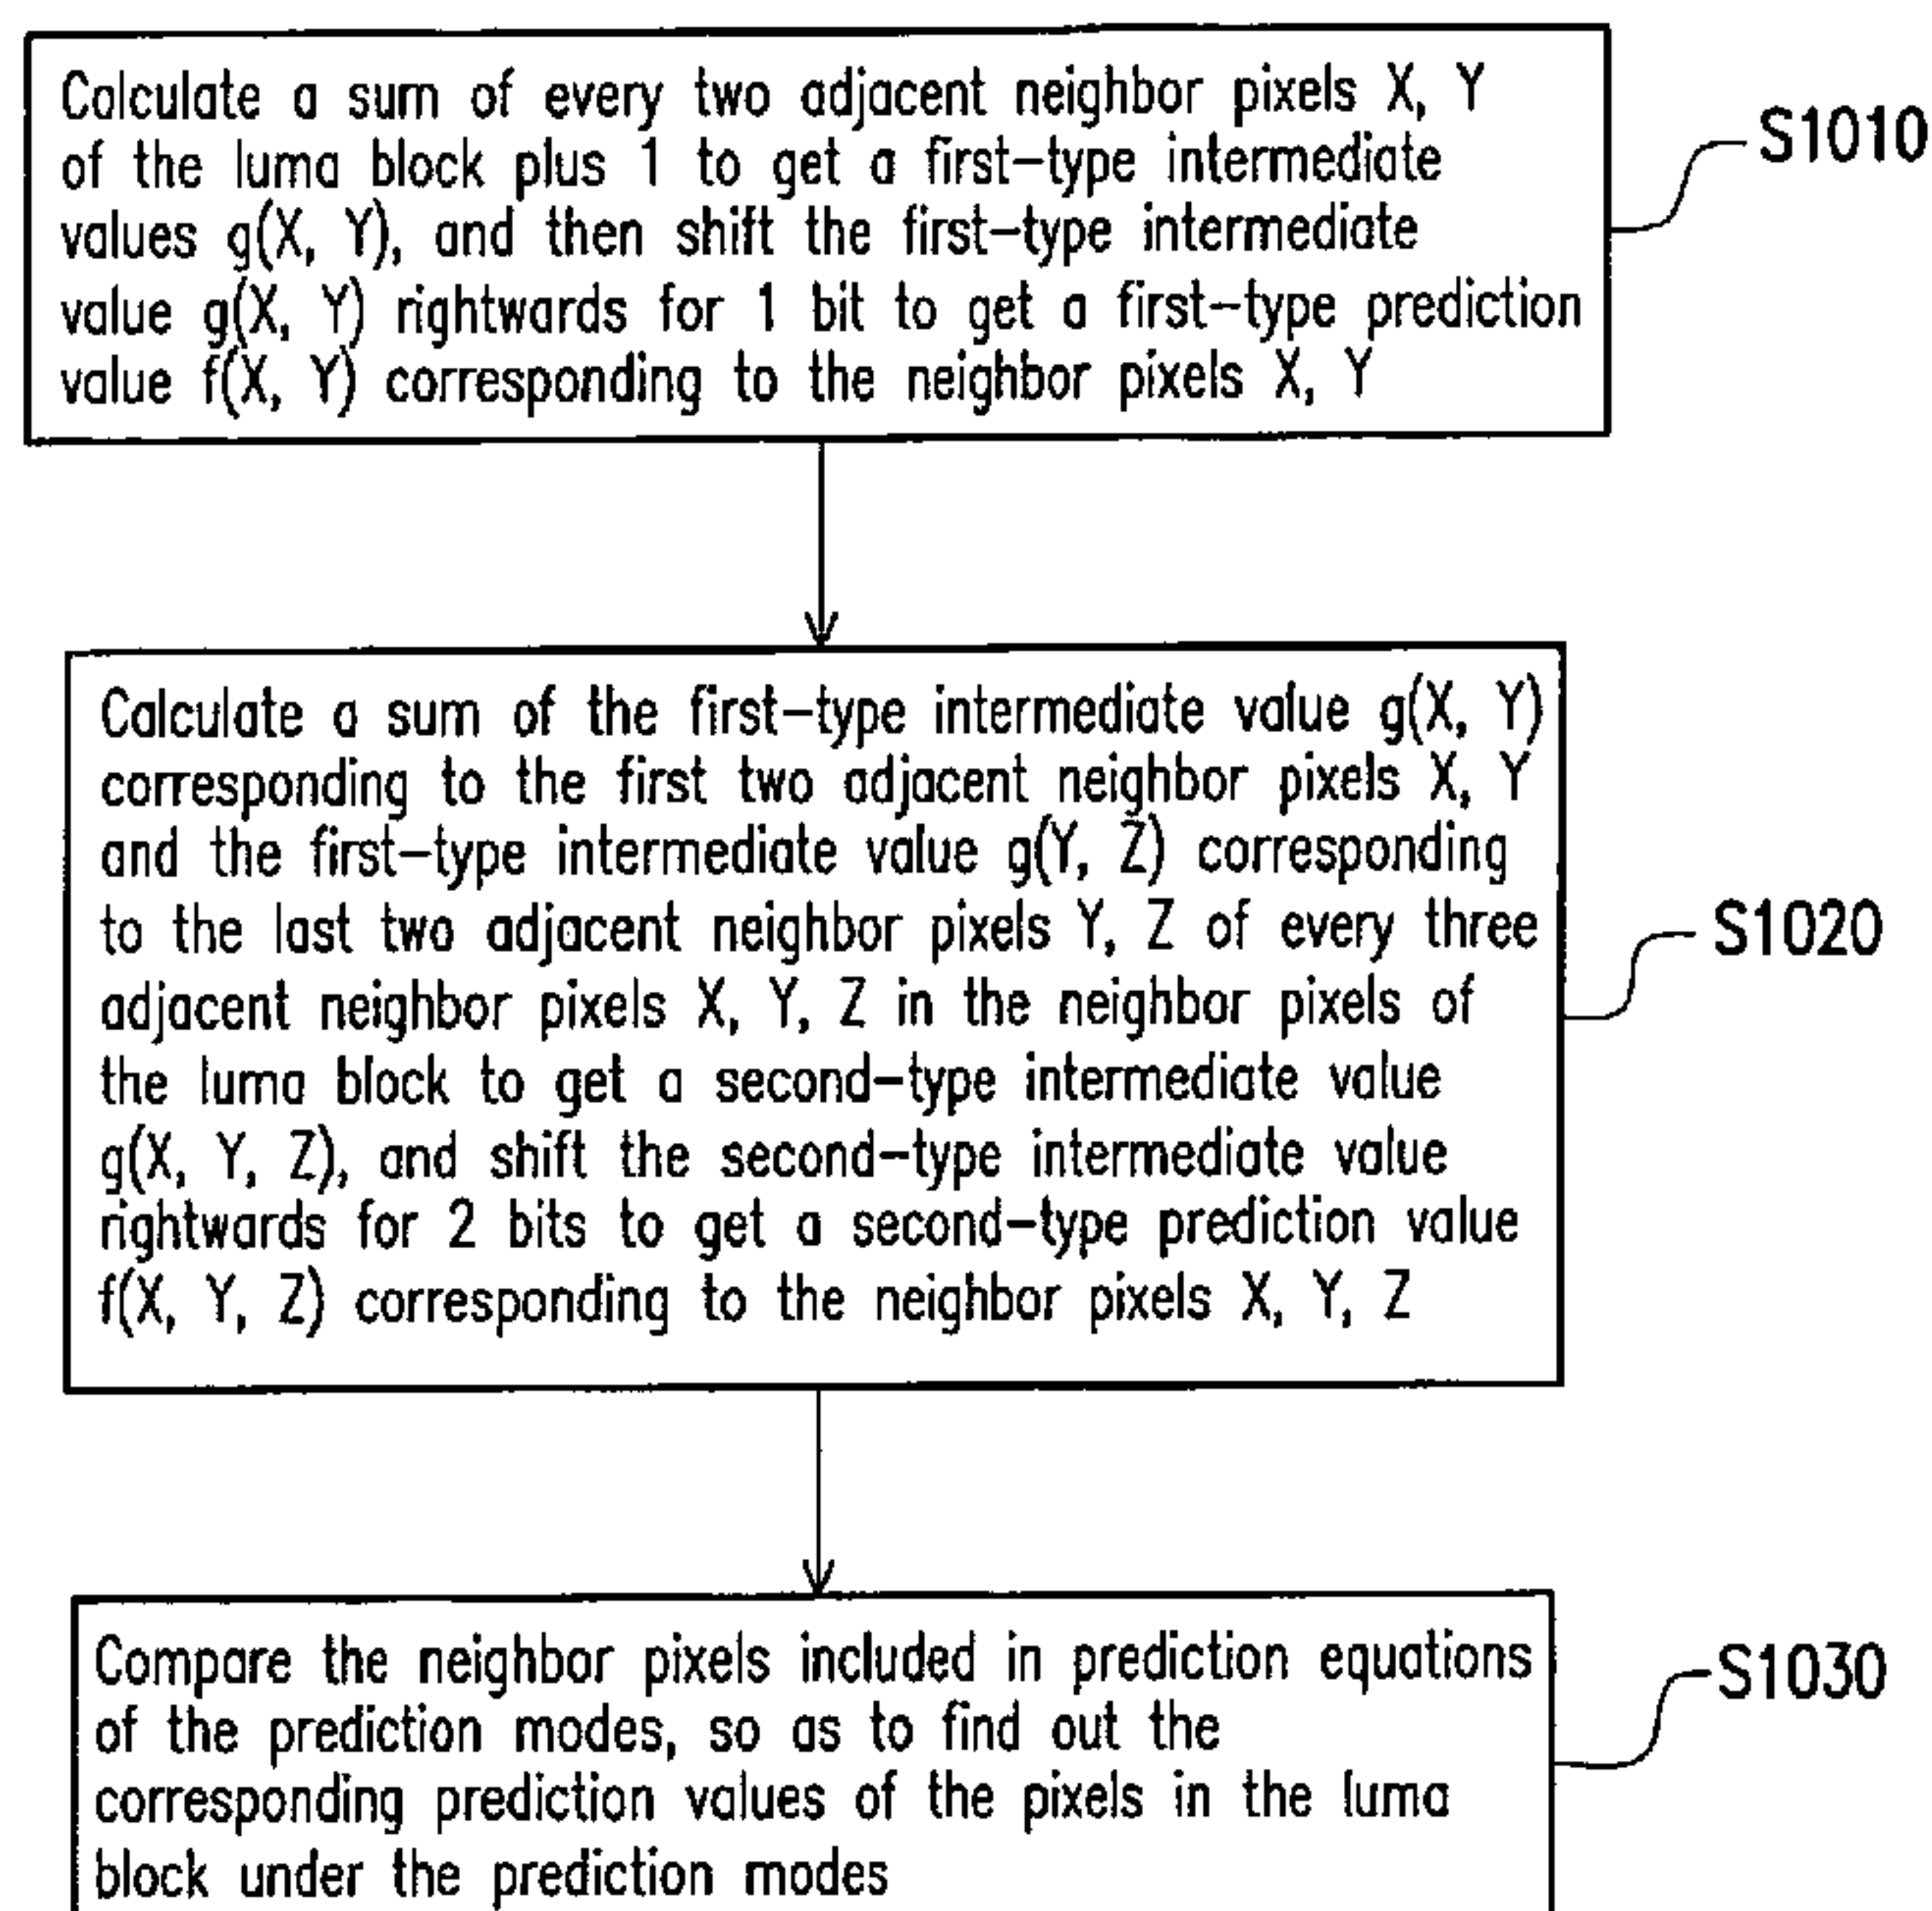 Calculate a sum of every two adjacent neighbor pixels X, Y
of the luma block plus 1 to get a first-type intermediate
values g(X, Y), and then shift the first-type intermediate
value g(X, Y) rightwards for 1 bit to get a first-type prediction
value f(X, Y) corresponding to the neighbor pixels X, Y
S1010
Calculate a sum of the first-type intermediate value g(X, Y)
corresponding to the first two adjacent neighbor pixels X, Y
and the first-type intermediate value g(Y, Z) corresponding
to the last two adjacent neighbor pixels Y, Z of every three
adjacent neighbor pixels X, Y, Z in the neighbor pixels of
the luma block to get a second-type intermediate value
g(X, Y, Z), and shift the second-type intermediate value
rightwards for 2 bits to get a second-type prediction value
f(X, Y, Z) corresponding to the neighbor pixels X, Y, Z
S1020
Compare the neighbor pixels included in prediction equations
of the prediction modes, so as to find out the
corresponding prediction values of the pixels in the luma
block under the prediction modes
S1030